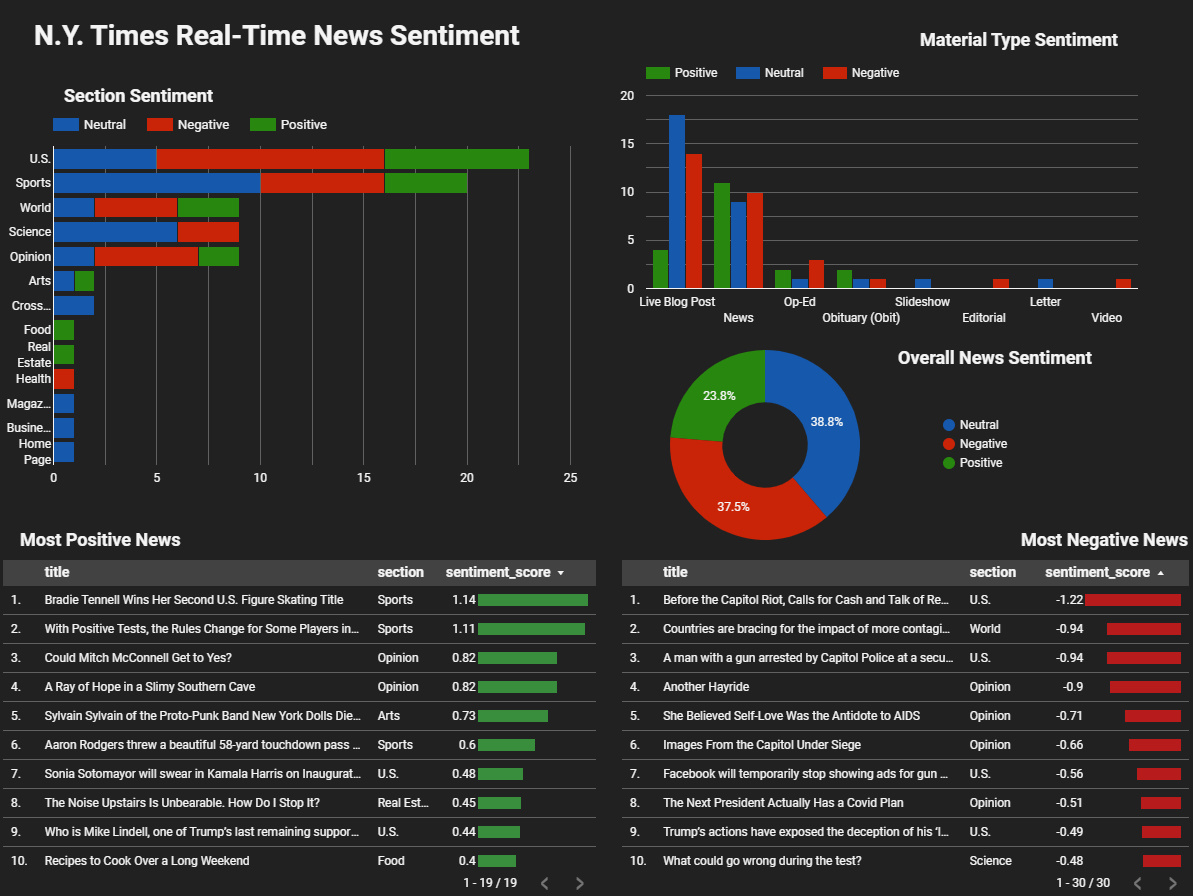 N.Y. Times Real-Time News Sentiment
Section Sentiment
Neutral Negative Positive
U.S.
Sports
World
Science
Opinion
Arts
Cross...
Food
Real
Estate
Health
Magaz...
Busine...
Home
Page
0 5 10 15 20 25
Material Type Sentiment
Positive Neutral Negative
20
15
10
5
0
Live Blog Post Op-Ed Slideshow Letter
News Obituary (Obit) Editorial Video
Overall News Sentiment
23.8%
38.8%
37.5%
Neutral
Negative
Positive
Most Positive News
title section sentiment_score
1. Bradie Tennell Wins Her Second U.S. Figure Skating Title Sports 1.14
2. With Positive Tests, the Rules Change for Some Players in... Sports 1.11
3. Could Mitch McConnell Get to Yes? Opinion 0.82
4. A Ray of Hope in a Slimy Southern Cave Opinion 0.82
5. Sylvain Sylvain of the Proto-Punk Band New York Dolls Die... Arts 0.73
6. Aaron Rodgers threw a beautiful 58-yard touchdown pass ... Sports 0.6
7. Sonia Sotomayor will swear in Kamala Harris on Inaugurat... U.S. 0.48
8. The Noise Upstairs Is Unbearable. How Do I Stop It? Real Est... 0.45
9. Who is Mike Lindell, one of Trump's last remaining suppor... U.S. 0.44
10. Recipes to Cook Over a Long Weekend Food 0.4
1 - 19 / 19
Most Negative News
title section sentiment_score
1. Before the Capitol Riot, Calls for Cash and Talk of Re... U.S. -1.22
2. Countries are bracing for the impact of more contagi... World -0.94
3. A man with a gun arrested by Capitol Police at a secu... U.S. -0.94
4. Another Hayride Opinion -0.9
5. She Believed Self-Love Was the Antidote to AIDS Opinion -0.71
6. Images From the Capitol Under Siege Opinion -0.66
7. Facebook will temporarily stop showing ads for gun ... U.S. -0.56
8. The Next President Actually Has a Covid Plan Opinion -0.51
9. Trump's actions have exposed the deception of his 'l... U.S. -0.49
10. What could go wrong during the test? Science -0.48
1 - 30 / 30